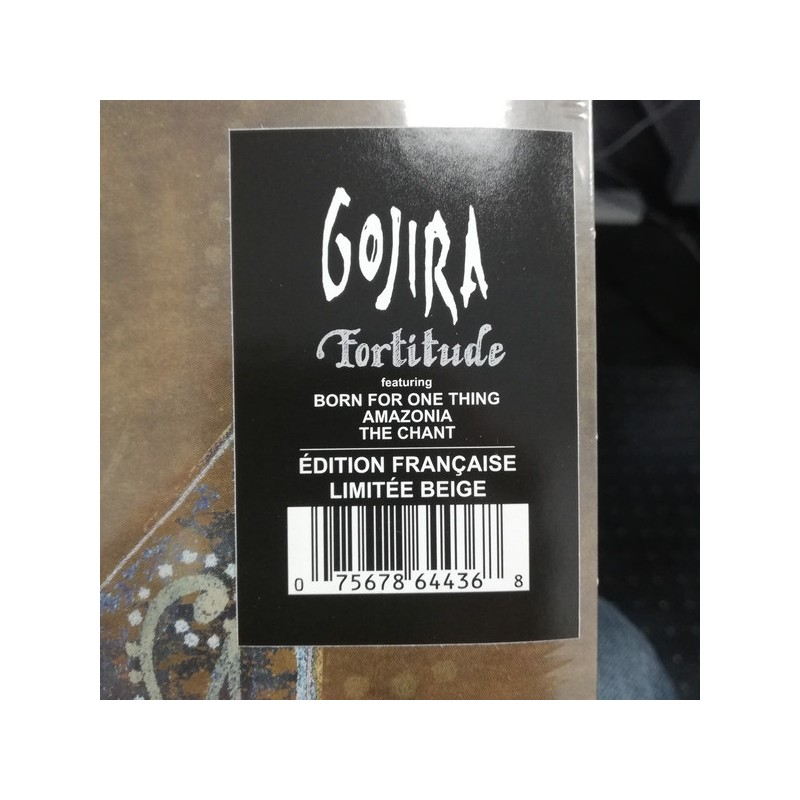 GOJIRA
Fortitude
featuring
BORN FOR ONE THING
AMAZONIA
THE CHANT
ÉDITION FRANÇAISE
LIMITÉE BEIGE
0 75678 64436 8